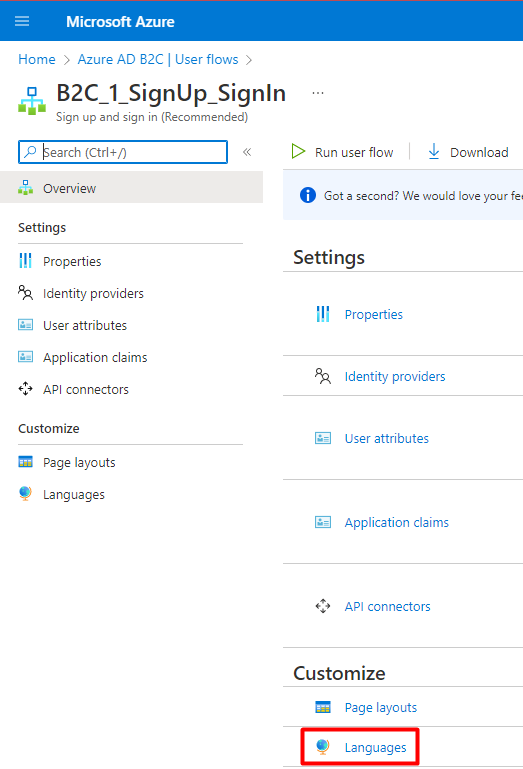 Microsoft Azure
Home > Azure AD B2C | User flows >
B2C_1_SignUp_SignIn ...
Sign up and sign in (Recommended)
Search (Ctrl+/) «
Overview
Settings
Properties
Identity providers
User attributes
Application claims
API connectors
Customize
Page layouts
Languages
Run user flow | Download
Got a second? We would love your fee
Settings
Properties
Identity providers
User attributes
Application claims
API connectors
Customize
Page layouts
Languages